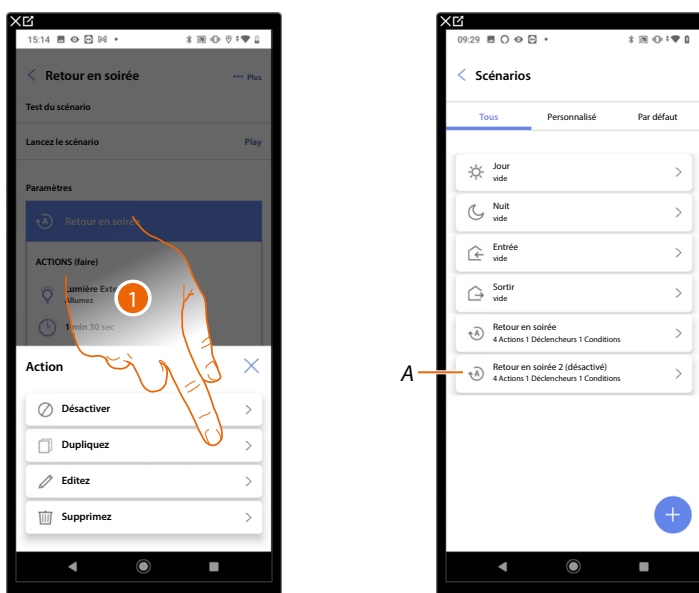 15:14
Retour en soirée
••• Plus
Test du scénario
Lancez le scénario
Play
Paramètres
A
Retour en soirée
ACTIONS (faire)
Lumière Exte
Allumez
1 min 30 sec
1
Action
Désactiver
Dupliquez
Editez
Supprimez
09:29
Scénarios
Tous
Personnalisé
Par défaut
Jour
vide
Nuit
vide
Entrée
vide
Sortir
vide
A
Retour en soirée
4 Actions 1 Déclencheurs 1 Conditions
A
A
Retour en soirée 2 (désactivé)
4 Actions 1 Déclencheurs 1 Conditions